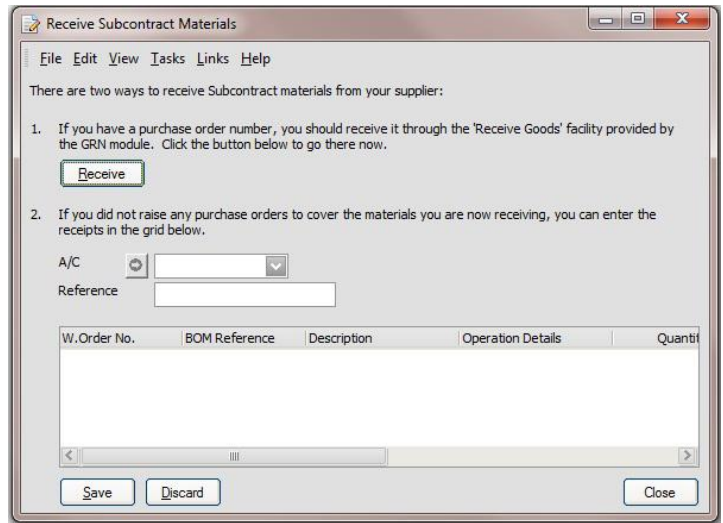 Receive Subcontract Materials
File Edit View Tasks Links Help
There are two ways to receive Subcontract materials from your supplier:
1. If you have a purchase order number, you should receive it through the 'Receive Goods' facility provided by
the GRN module. Click the button below to go there now.
Receive
2. If you did not raise any purchase orders to cover the materials you are now receiving, you can enter the
receipts in the grid below.
A/C
Reference
W.Order No. BOM Reference Description Operation Details Quantit
Save Discard Close